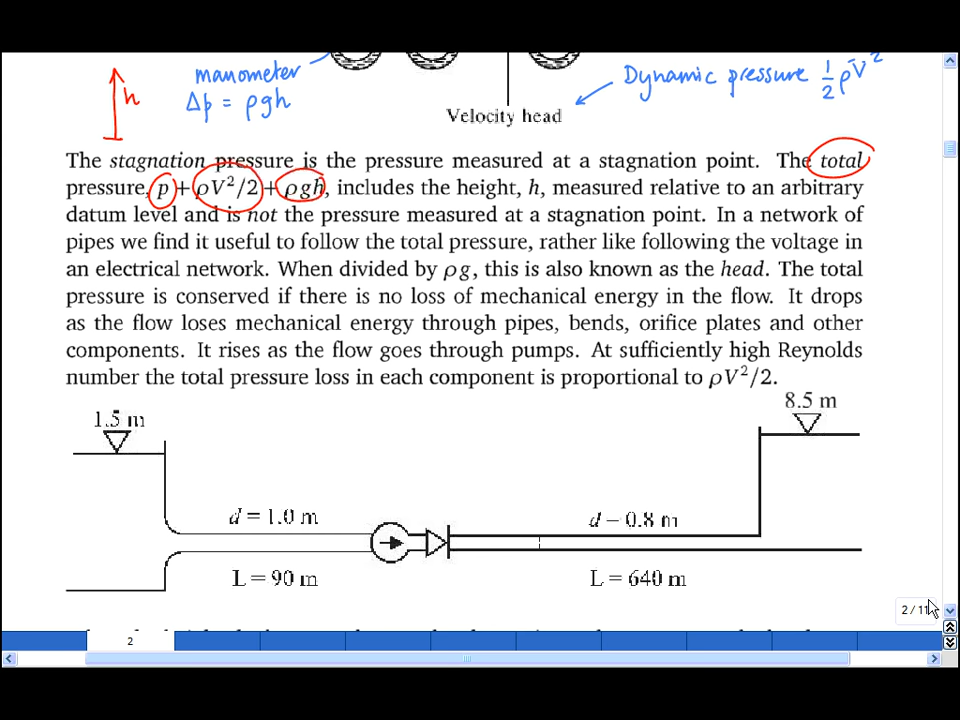 manometer
Δp = ρgh
h
Dynamic pressure 1/2 ρV̄²
Velocity head
The stagnation pressure is the pressure measured at a stagnation point. The total
pressure, p + ρV²/2 + ρgh, includes the height, h, measured relative to an arbitrary
datum level and is not the pressure measured at a stagnation point. In a network of
pipes we find it useful to follow the total pressure, rather like following the voltage in
an electrical network. When divided by ρg, this is also known as the head. The total
pressure is conserved if there is no loss of mechanical energy in the flow. It drops
as the flow loses mechanical energy through pipes, bends, orifice plates and other
components. It rises as the flow goes through pumps. At sufficiently high Reynolds
number the total pressure loss in each component is proportional to ρV²/2.
1.5 m
8.5 m
d = 1.0 m
d = 0.8 m
L = 90 m
L = 640 m
2 / 11
2